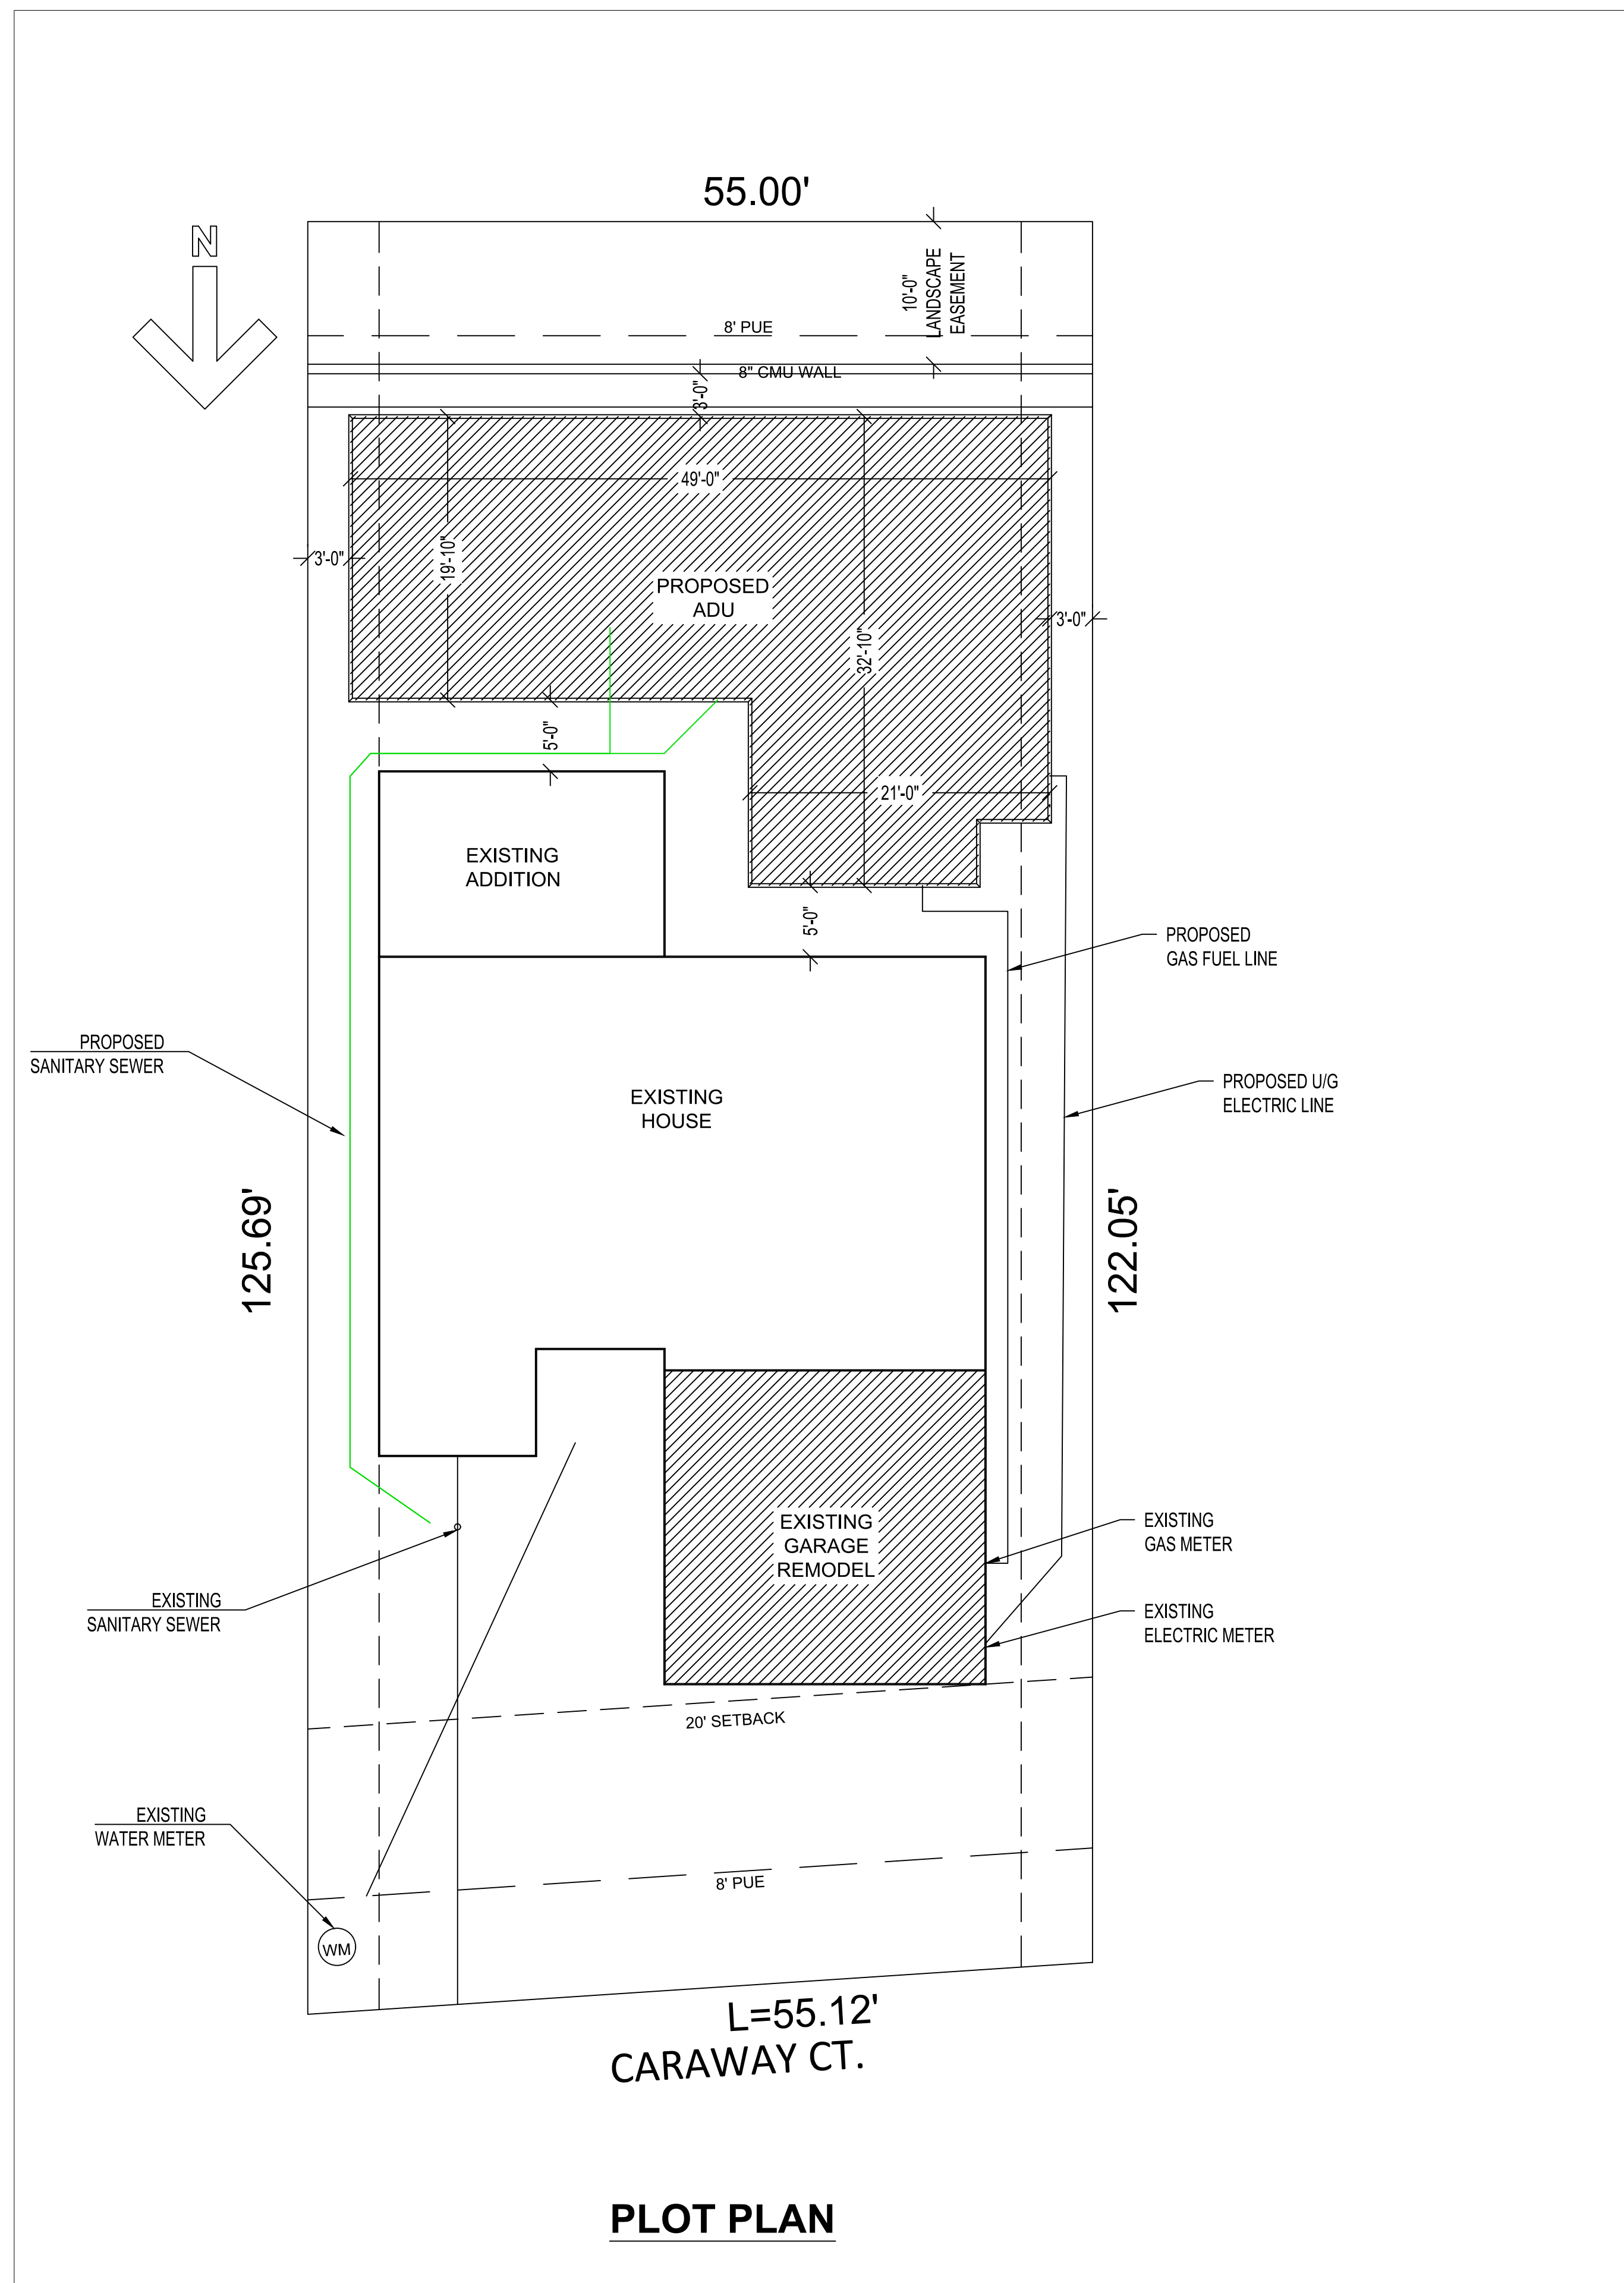 55.00'
N
10'-0"
LANDSCAPE
EASEMENT
8' PUE
8" CMU WALL
3'-0"
49'-0"
3'-0"
19'-10"
PROPOSED
ADU
32'-10"
3'-0"
5'-0"
21'-0"
EXISTING
ADDITION
5'-0"
PROPOSED
GAS FUEL LINE
PROPOSED
SANITARY SEWER
EXISTING
HOUSE
PROPOSED U/G
ELECTRIC LINE
125.69'
122.05'
EXISTING
GARAGE
REMODEL
EXISTING
GAS METER
EXISTING
SANITARY SEWER
EXISTING
ELECTRIC METER
20' SETBACK
EXISTING
WATER METER
8' PUE
WM
L=55.12'
CARAWAY CT.
PLOT PLAN